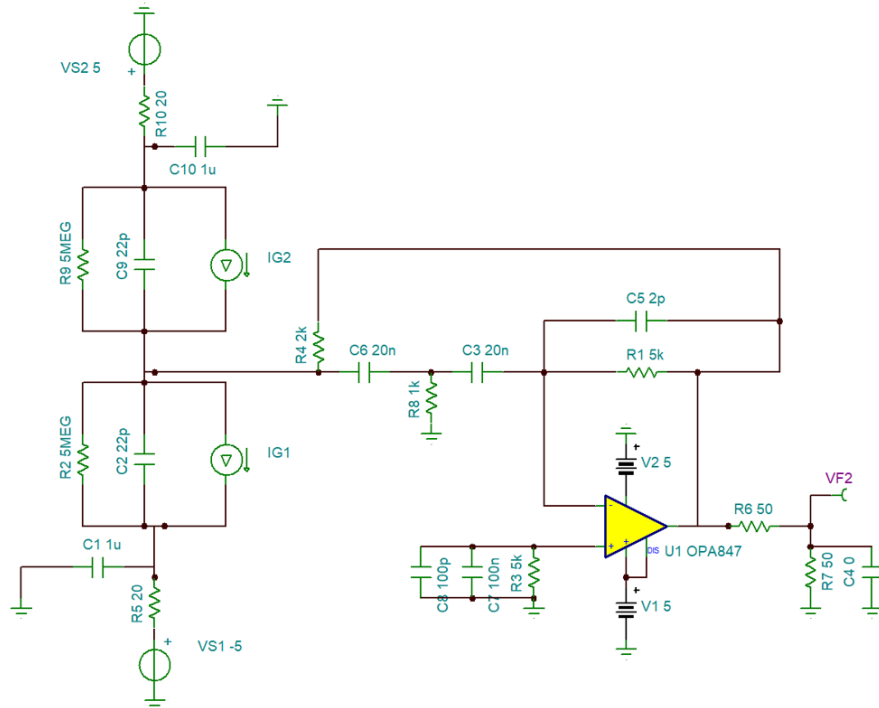 VS2 5
R10 20
C10 1u
R9 5MEG
C9 22p
IG2
C5 2p
R4 2k
C6 20n
C3 20n
R1 5k
R8 1k
R2 5MEG
C2 22p
IG1
V2 5
VF2
R6 50
-
+
+
DIS
U1 OPA847
C1 1u
C8 100p
C7 100n
R3 5k
R7 50
C4 0
R5 20
V1 5
VS1 -5
+
+
+
+